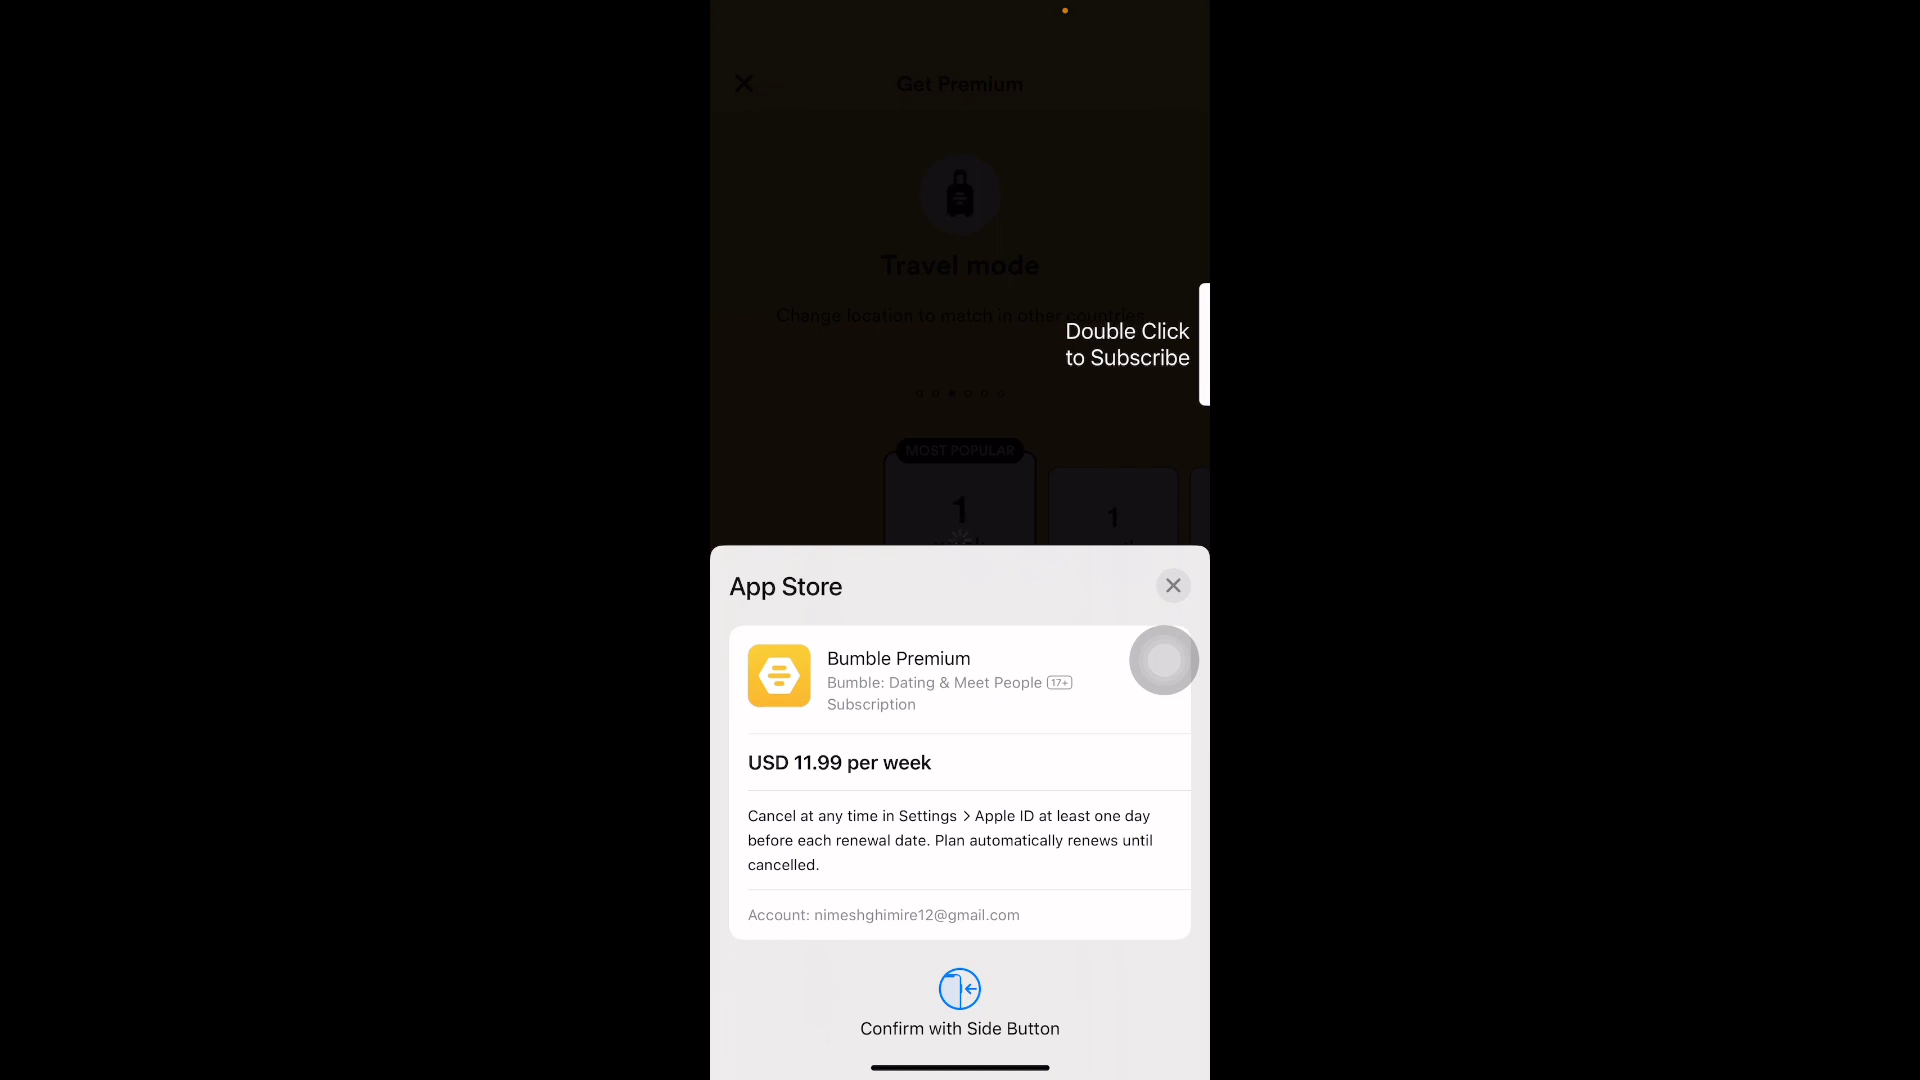 Get Premium
Travel mode
Change location to match in other countries
Double Click
to Subscribe
MOST POPULAR
1
1
App Store
Bumble Premium
Bumble: Dating & Meet People 17+
Subscription
USD 11.99 per week
Cancel at any time in Settings > Apple ID at least one day
before each renewal date. Plan automatically renews until
cancelled.
Account: nimeshghimire12@gmail.com
Confirm with Side Button